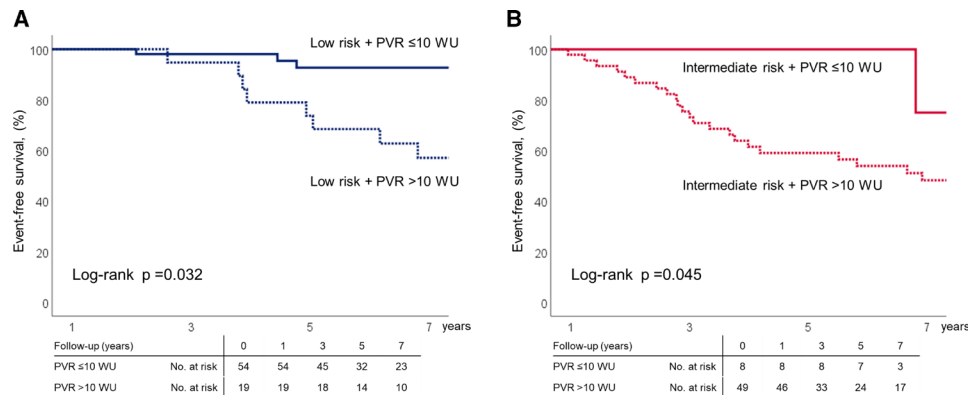 A
Low risk + PVR ≤10 WU
Low risk + PVR >10 WU
Log-rank p =0.032
Event-free survival, (%)
100
80
60
40
20
0
1 3 5 7 years
Follow-up (years) 0 1 3 5 7
PVR ≤10 WU No. at risk 54 54 45 32 23
PVR >10 WU No. at risk 19 19 18 14 10
B
Intermediate risk + PVR ≤10 WU
Intermediate risk + PVR >10 WU
Log-rank p =0.045
Event-free survival, (%)
100
80
60
40
20
0
1 3 5 7 years
Follow-up (years) 0 1 3 5 7
PVR ≤10 WU No. at risk 8 8 8 7 3
PVR >10 WU No. at risk 49 46 33 24 17